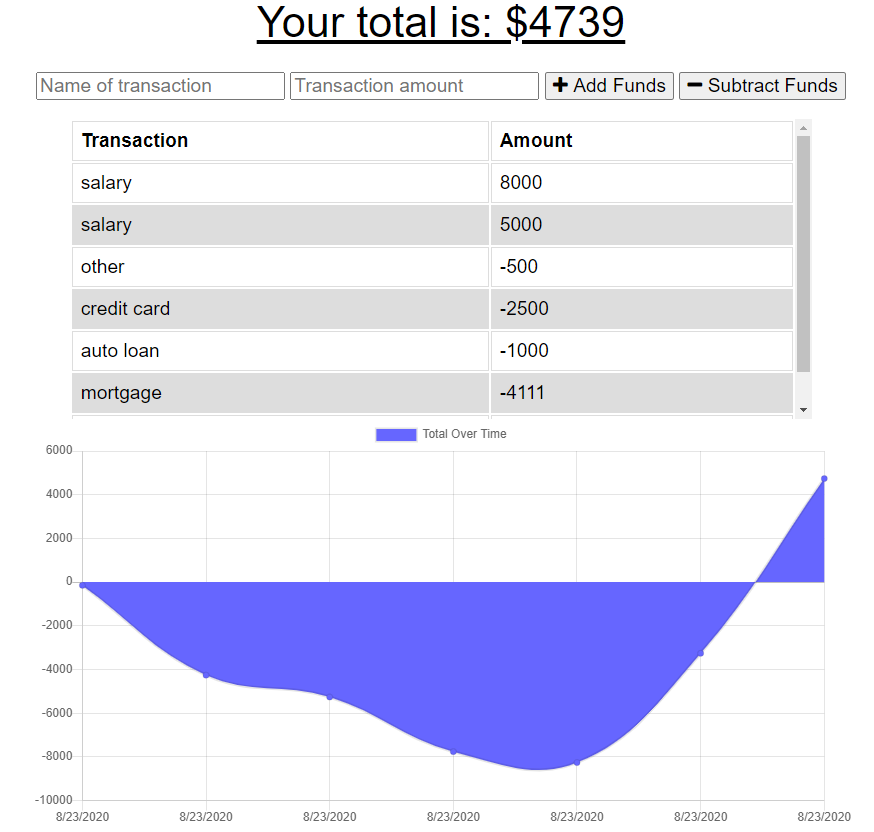 Your total is: $4739
Name of transaction Transaction amount Add Funds Subtract Funds
Transaction Amount
salary 8000
salary 5000
other -500
credit card -2500
auto loan -1000
mortgage -4111
Total Over Time
6000
4000
2000
0
-2000
-4000
-6000
-8000
-10000
8/23/2020 8/23/2020 8/23/2020 8/23/2020 8/23/2020 8/23/2020 8/23/2020